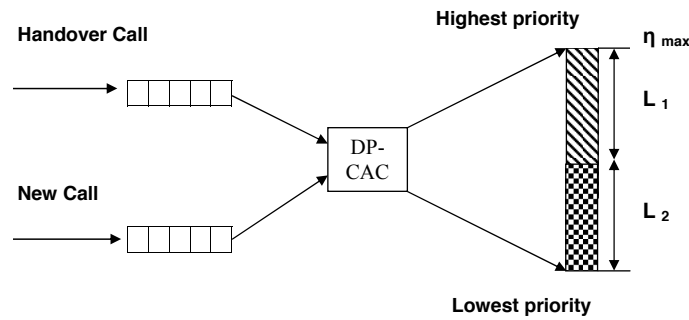 Highest priority
Handover Call
η max
L 1
DP-
CAC
New Call
L 2
Lowest priority